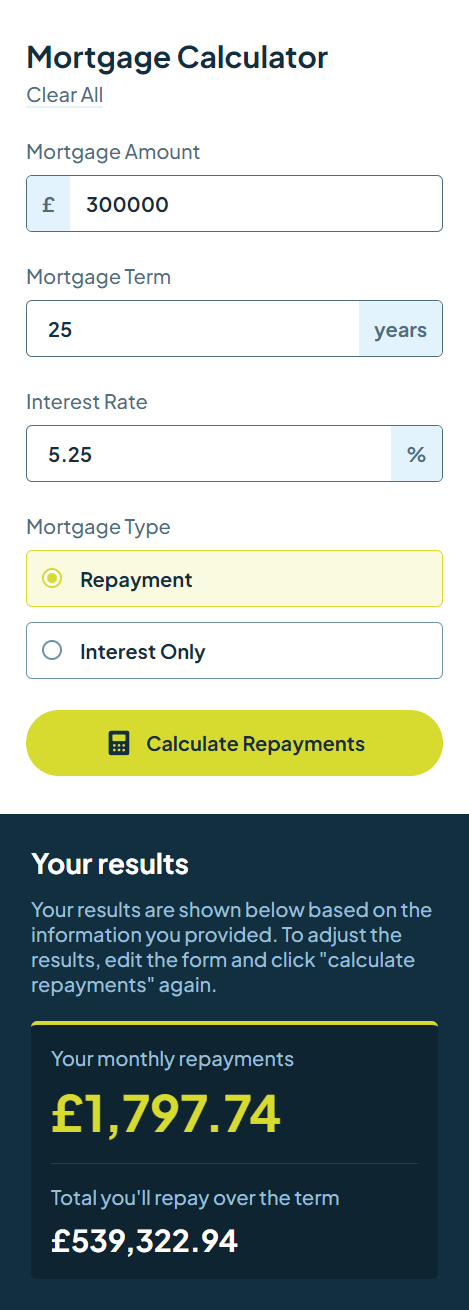 Mortgage Calculator
Clear All
Mortgage Amount
£ 300000
Mortgage Term
25 years
Interest Rate
5.25 %
Mortgage Type
Repayment
Interest Only
Calculate Repayments
Your results
Your results are shown below based on the
information you provided. To adjust the
results, edit the form and click "calculate
repayments" again.
Your monthly repayments
£1,797.74
Total you'll repay over the term
£539,322.94